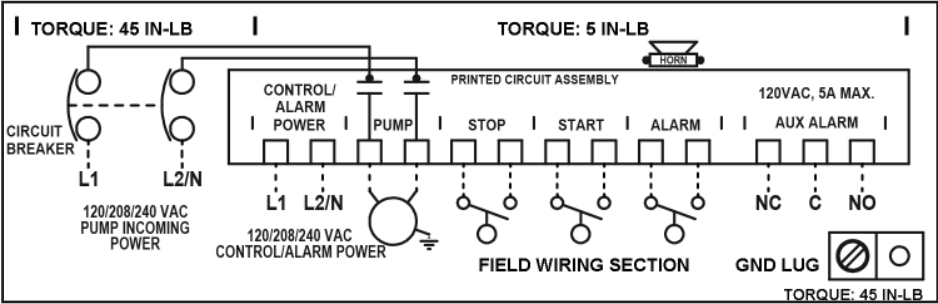 TORQUE: 45 IN-LB
TORQUE: 5 IN-LB
HORN
PRINTED CIRCUIT ASSEMBLY
CONTROL/
ALARM
POWER
PUMP
STOP
START
ALARM
120VAC, 5A MAX.
AUX ALARM
CIRCUIT
BREAKER
L1
L2/N
120/208/240 VAC
PUMP INCOMING
POWER
L1
L2/N
120/208/240 VAC
CONTROL/ALARM POWER
NC
C
NO
FIELD WIRING SECTION
GND LUG
TORQUE: 45 IN-LB